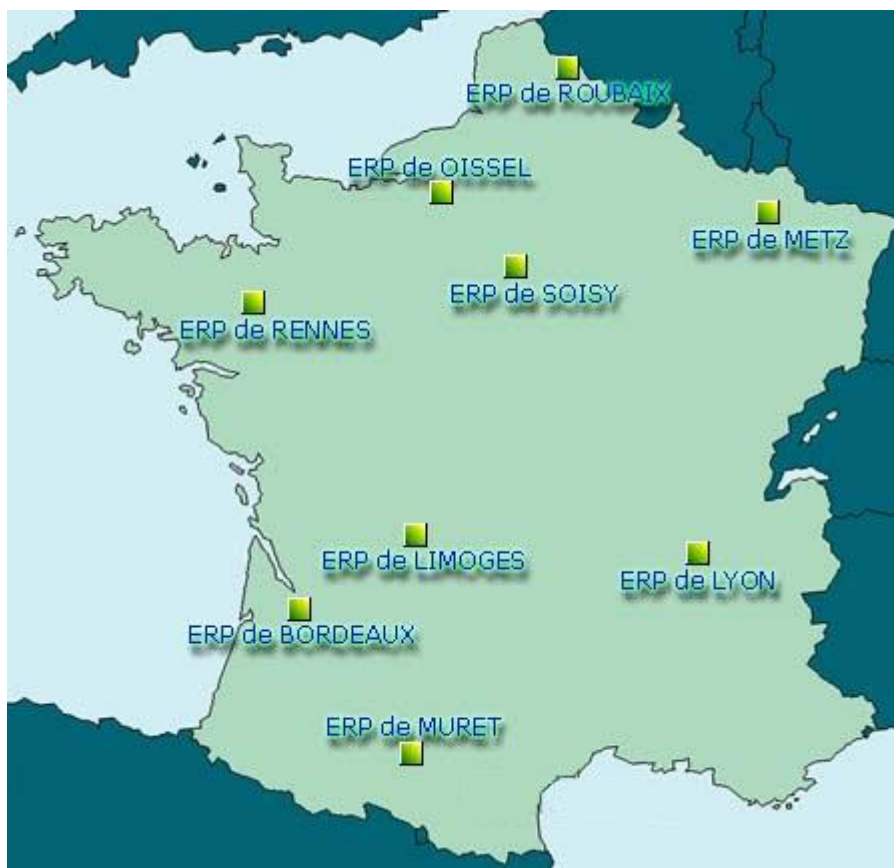 ERP de ROUBAIX
ERP de OISSEL
ERP de METZ
ERP de SOISY
ERP de RENNES
ERP de LIMOGES
ERP de LYON
ERP de BORDEAUX
ERP de MURET